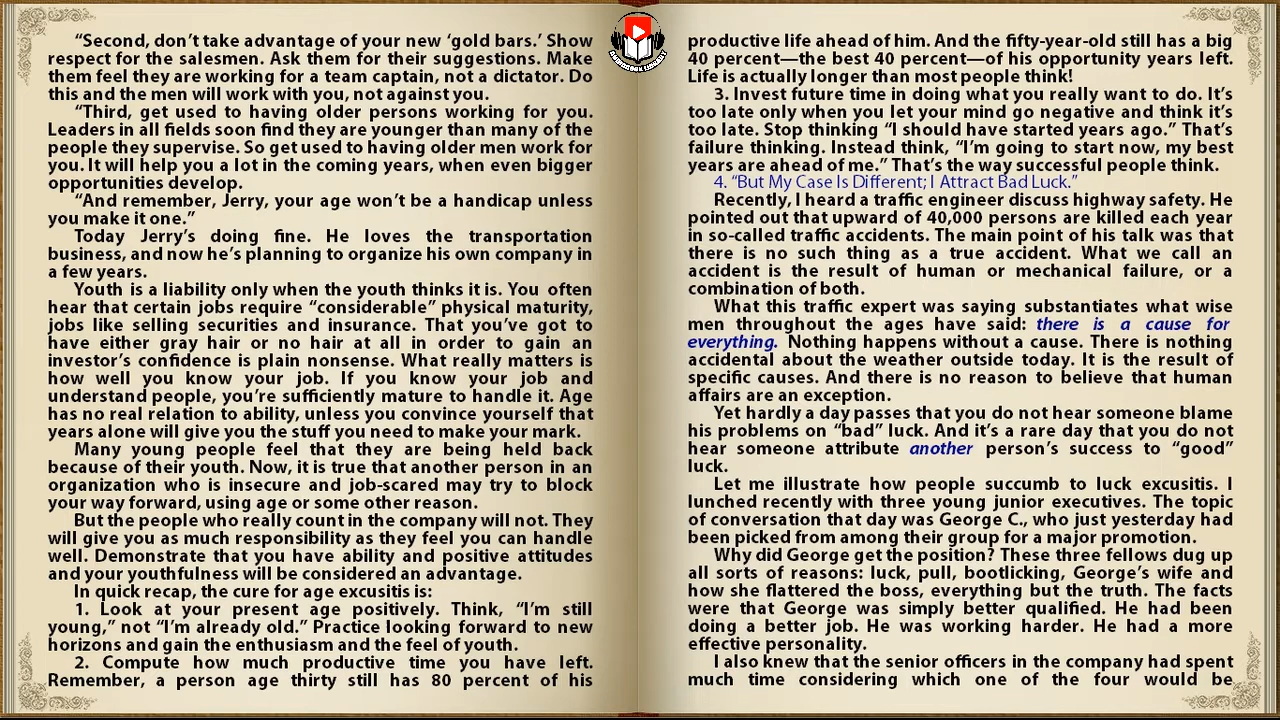 “Second, don’t take advantage of your new ‘gold bars.’ Show
respect for the salesmen. Ask them for their suggestions. Make
them feel they are working for a team captain, not a dictator. Do
this and the men will work with you, not against you.
“Third, get used to having older persons working for you.
Leaders in all fields soon find they are younger than many of the
people they supervise. So get used to having older men work for
you. It will help you a lot in the coming years, when even bigger
opportunities develop.
“And remember, Jerry, your age won’t be a handicap unless
you make it one.”
Today Jerry’s doing fine. He loves the transportation
business, and now he’s planning to organize his own company in
a few years.
Youth is a liability only when the youth thinks it is. You often
hear that certain jobs require “considerable” physical maturity,
jobs like selling securities and insurance. That you’ve got to
have either gray hair or no hair at all in order to gain an
investor’s confidence is plain nonsense. What really matters is
how well you know your job. If you know your job and
understand people, you’re sufficiently mature to handle it. Age
has no real relation to ability, unless you convince yourself that
years alone will give you the stuff you need to make your mark.
Many young people feel that they are being held back
because of their youth. Now, it is true that another person in an
organization who is insecure and job-scared may try to block
your way forward, using age or some other reason.
But the people who really count in the company will not. They
will give you as much responsibility as they feel you can handle
well. Demonstrate that you have ability and positive attitudes
and your youthfulness will be considered an advantage.
In quick recap, the cure for age excusitis is:
1. Look at your present age positively. Think, “I’m still
young,” not “I’m already old.” Practice looking forward to new
horizons and gain the enthusiasm and the feel of youth.
2. Compute how much productive time you have left.
Remember, a person age thirty still has 80 percent of his
productive life ahead of him. And the fifty-year-old still has a big
40 percent—the best 40 percent—of his opportunity years left.
Life is actually longer than most people think!
3. Invest future time in doing what you really want to do. It’s
too late only when you let your mind go negative and think it’s
too late. Stop thinking “I should have started years ago.” That’s
failure thinking. Instead think, “I’m going to start now, my best
years are ahead of me.” That’s the way successful people think.
4. “But My Case Is Different; I Attract Bad Luck.”
Recently, I heard a traffic engineer discuss highway safety. He
pointed out that upward of 40,000 persons are killed each year
in so-called traffic accidents. The main point of his talk was that
there is no such thing as a true accident. What we call an
accident is the result of human or mechanical failure, or a
combination of both.
What this traffic expert was saying substantiates what wise
men throughout the ages have said: there is a cause for
everything. Nothing happens without a cause. There is nothing
accidental about the weather outside today. It is the result of
specific causes. And there is no reason to believe that human
affairs are an exception.
Yet hardly a day passes that you do not hear someone blame
his problems on “bad” luck. And it’s a rare day that you do not
hear someone attribute another person’s success to “good”
luck.
Let me illustrate how people succumb to luck excusitis. I
lunched recently with three young junior executives. The topic
of conversation that day was George C., who just yesterday had
been picked from among their group for a major promotion.
Why did George get the position? These three fellows dug up
all sorts of reasons: luck, pull, bootlicking, George’s wife and
how she flattered the boss, everything but the truth. The facts
were that George was simply better qualified. He had been
doing a better job. He was working harder. He had a more
effective personality.
I also knew that the senior officers in the company had spent
much time considering which one of the four would be